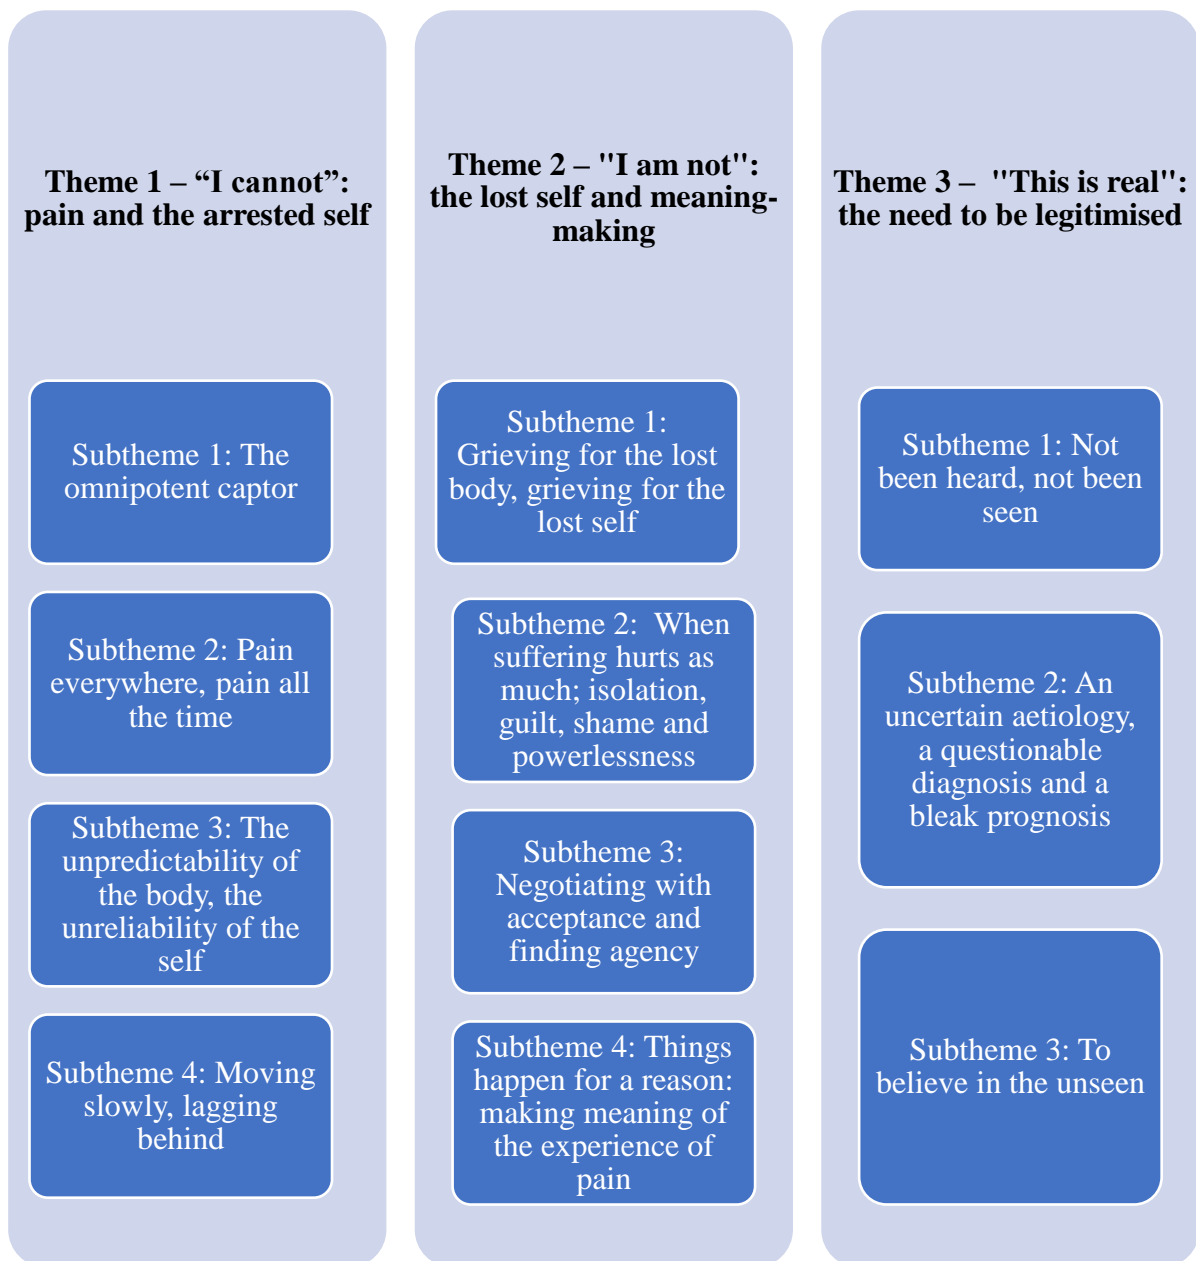 Theme 1 – “I cannot”:
pain and the arrested self
Subtheme 1: The
omnipotent captor
Subtheme 2: Pain
everywhere, pain all
the time
Subtheme 3: The
unpredictability of
the body, the
unreliability of the
self
Subtheme 4: Moving
slowly, lagging
behind
Theme 2 – "I am not":
the lost self and meaning-
making
Subtheme 1:
Grieving for the lost
body, grieving for the
lost self
Subtheme 2:  When
suffering hurts as
much; isolation,
guilt, shame and
powerlessness
Subtheme 3:
Negotiating with
acceptance and
finding agency
Subtheme 4: Things
happen for a reason:
making meaning of
the experience of
pain
Theme 3 –  "This is real":
the need to be legitimised
Subtheme 1: Not
been heard, not been
seen
Subtheme 2: An
uncertain aetiology,
a questionable
diagnosis and a
bleak prognosis
Subtheme 3: To
believe in the unseen